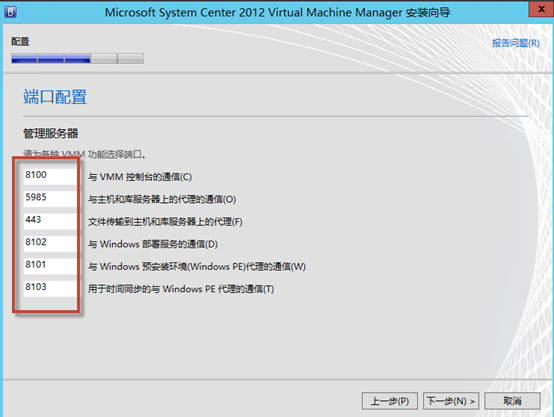 Microsoft System Center 2012 Virtual Machine Manager 安装向导
x
配置
报告问题(R)
端口配置
管理服务器
请为各种 VMM 功能选择端口。
8100 与 VMM 控制台的通信(C)
5985 与主机和库服务器上的代理的通信(O)
443 文件传输到主机和库服务器上的代理(F)
8102 与 Windows 部署服务的通信(D)
8101 与 Windows 预安装环境(Windows PE)代理的通信(W)
8103 用于时间同步的与 Windows PE 代理的通信(T)
上一步(P) 下一步(N) > 取消